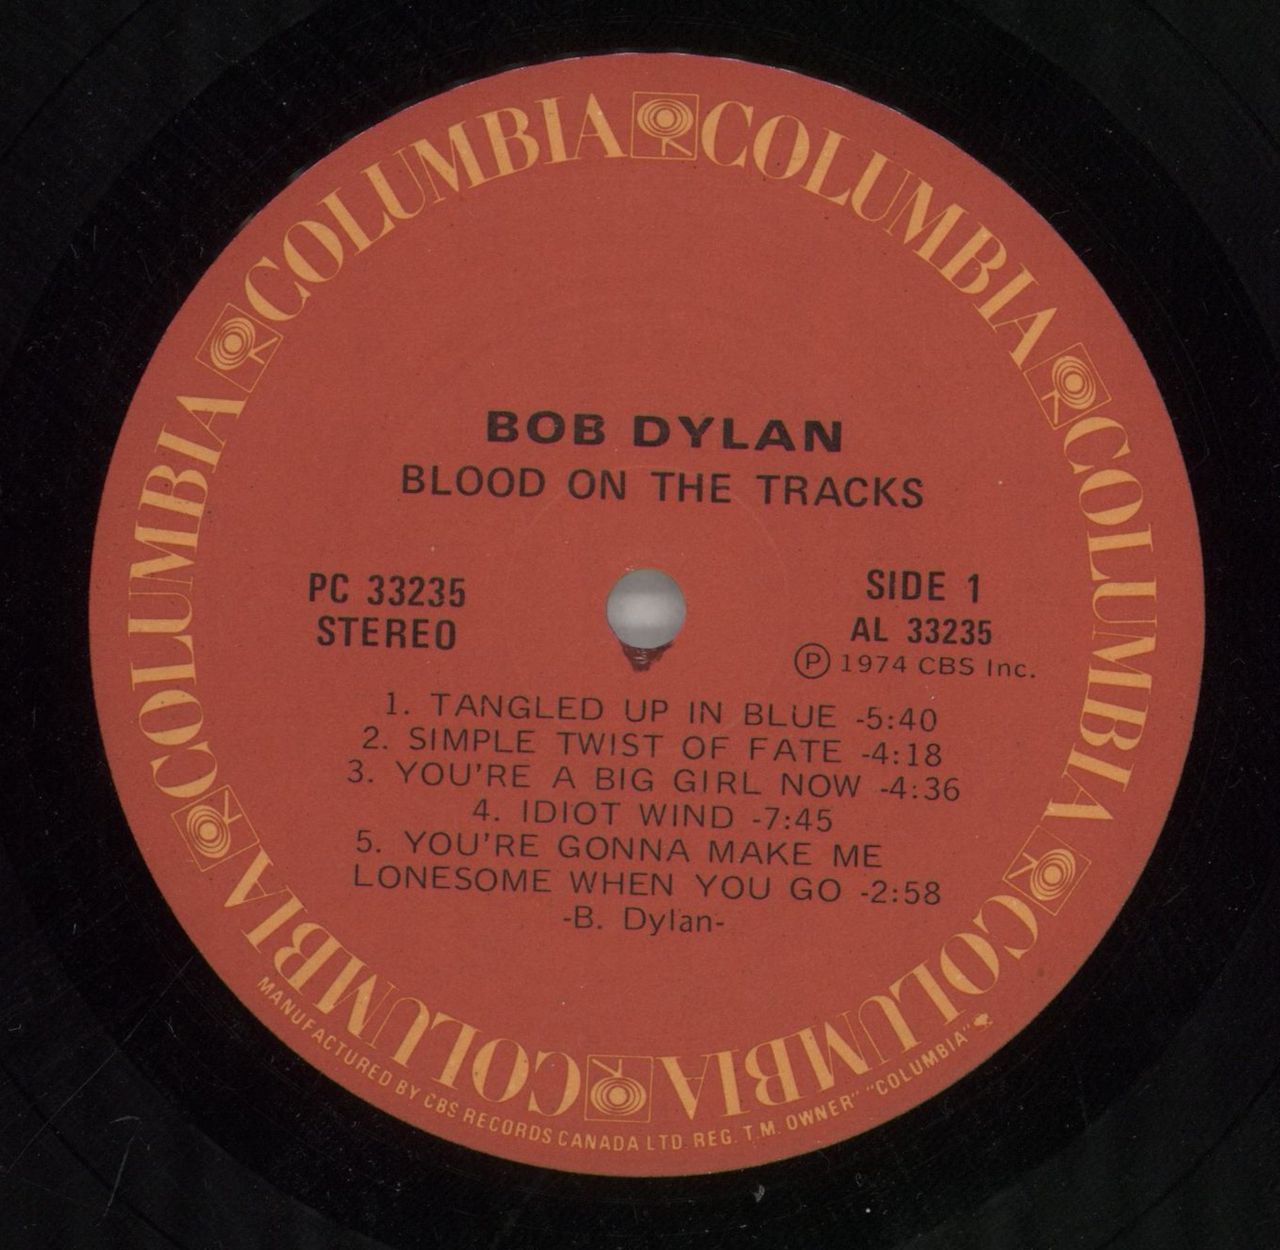 COLUMBIA COLUMBIA COLUMBIA COLUMBIA COLUMBIA COLUMBIA
BOB DYLAN
BLOOD ON THE TRACKS
PC 33235
STEREO
SIDE 1
AL 33235
Ⓟ 1974 CBS Inc.
1. TANGLED UP IN BLUE -5:40
2. SIMPLE TWIST OF FATE -4:18
3. YOU'RE A BIG GIRL NOW -4:36
4. IDIOT WIND -7:45
5. YOU'RE GONNA MAKE ME
LONESOME WHEN YOU GO -2:58
-B. Dylan-
MANUFACTURED BY CBS RECORDS CANADA LTD. REG. T.M. OWNER" "COLUMBIA"